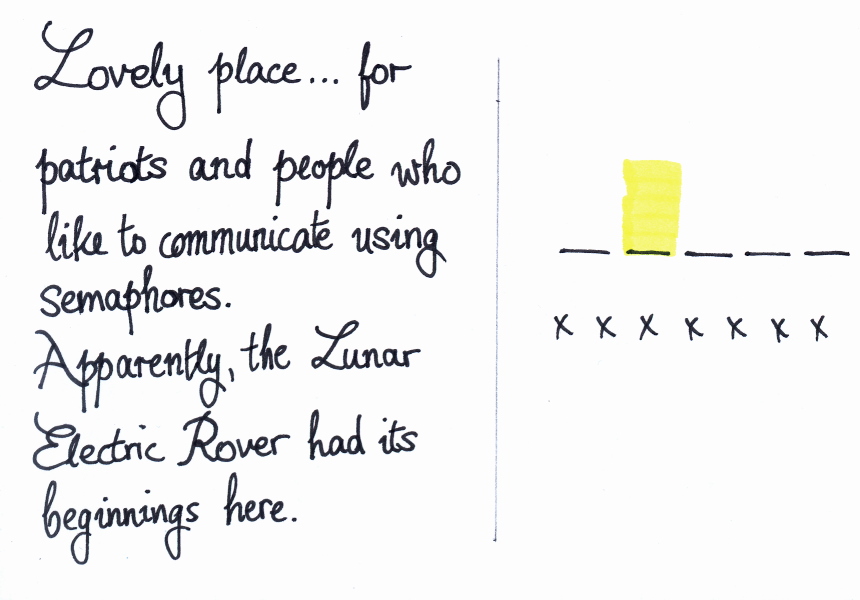 Lovely place... for
patriots and people who
like to communicate using
semaphores.
Apparently, the Lunar
Electric Rover had its
beginnings here.
_ _ _ _ _
x x x x x x x